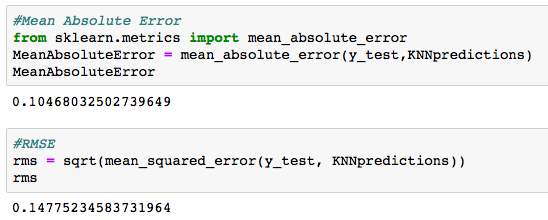 #Mean Absolute Error
from sklearn.metrics import mean_absolute_error
MeanAbsoluteError = mean_absolute_error(y_test,KNNpredictions)
MeanAbsoluteError
0.10468032502739649
#RMSE
rms = sqrt(mean_squared_error(y_test, KNNpredictions))
rms
0.14775234583731964